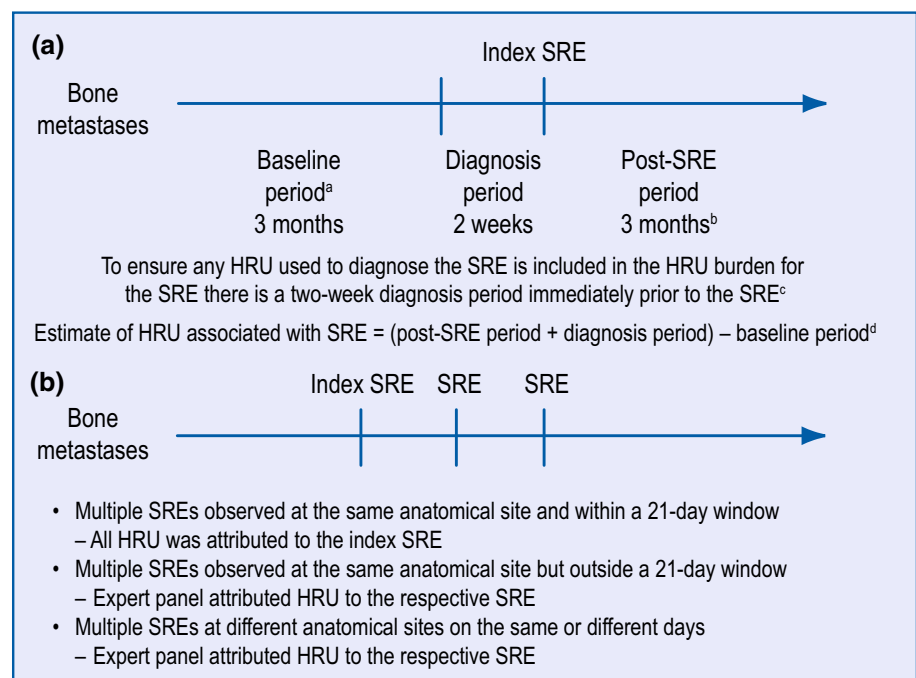 (a)
Index SRE
Bone
metastases
Baseline
periodᵃ
3 months
Diagnosis
period
2 weeks
Post-SRE
period
3 monthsᵇ
To ensure any HRU used to diagnose the SRE is included in the HRU burden for
the SRE there is a two-week diagnosis period immediately prior to the SREᶜ
Estimate of HRU associated with SRE = (post-SRE period + diagnosis period) – baseline periodᵈ
(b)
Index SRE SRE SRE
Bone
metastases
• Multiple SREs observed at the same anatomical site and within a 21-day window
– All HRU was attributed to the index SRE
• Multiple SREs observed at the same anatomical site but outside a 21-day window
– Expert panel attributed HRU to the respective SRE
• Multiple SREs at different anatomical sites on the same or different days
– Expert panel attributed HRU to the respective SRE